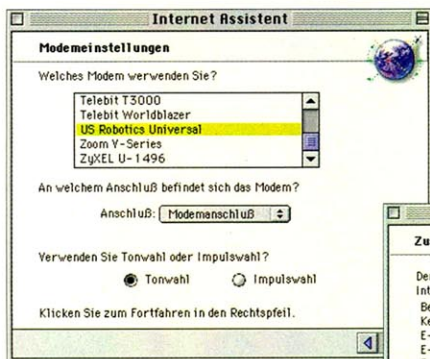 Internet Assistent
Modemeinstellungen
Welches Modem werwenden Sie?
Telebit T3000
Telebit Worldblazer
US Robotics Universal
Zoom Y-Series
ZyXEL U-1496
An welchem Anschluß befindet sich das Modem?
Anschluß: Modemanschluß
Verwenden Sie Tonwahl oder Impulswahl?
Tonwahl Impulswahl
Klicken Sie zum Fortfahren in den Rechtspfeil.
Zu
Der
Int
Be
Ke
E-
E-